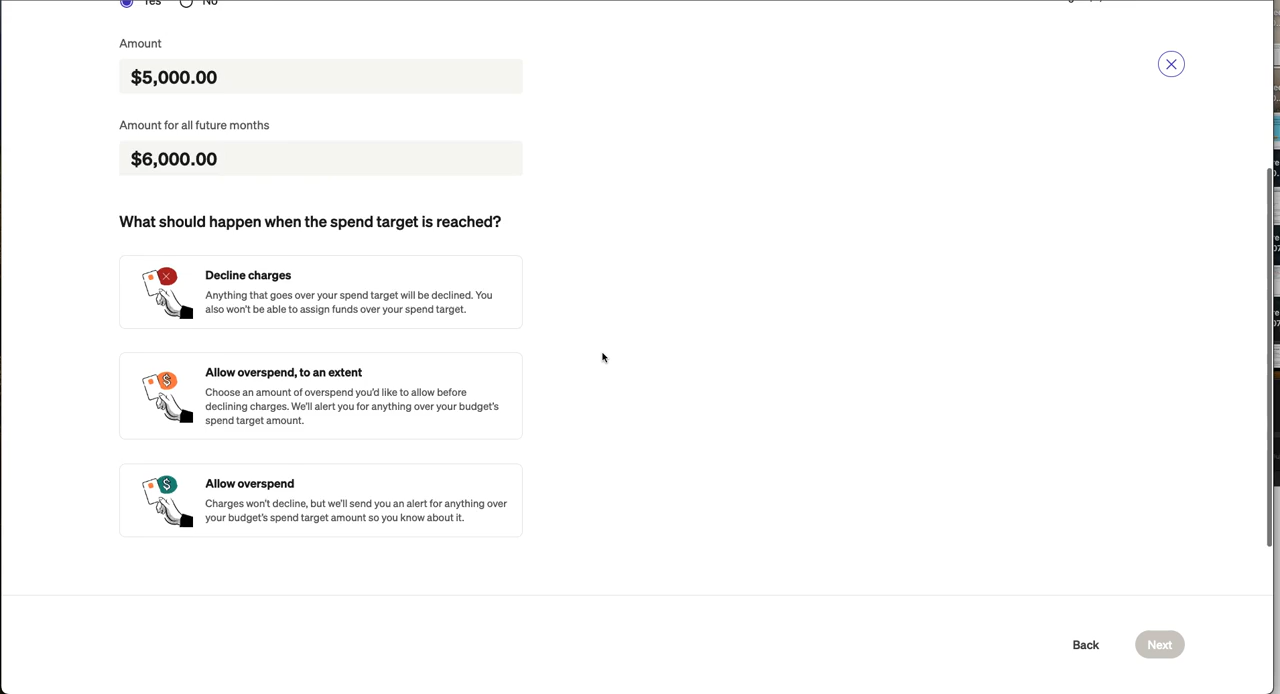 Yes No
Amount
$5,000.00
Amount for all future months
$6,000.00
What should happen when the spend target is reached?
Decline charges
Anything that goes over your spend target will be declined. You
also won't be able to assign funds over your spend target.
Allow overspend, to an extent
Choose an amount of overspend you'd like to allow before
declining charges. We'll alert you for anything over your budget's
spend target amount.
Allow overspend
Charges won't decline, but we'll send you an alert for anything over
your budget's spend target amount so you know about it.
Back Next